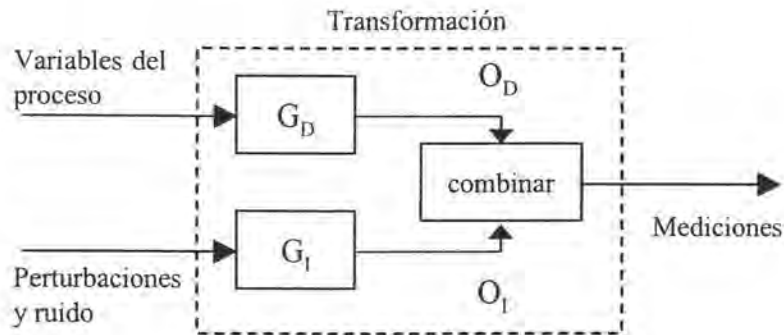 Transformación
Variables del
proceso
G_D
O_D
combinar
Mediciones
G_I
O_I
Perturbaciones
y ruido